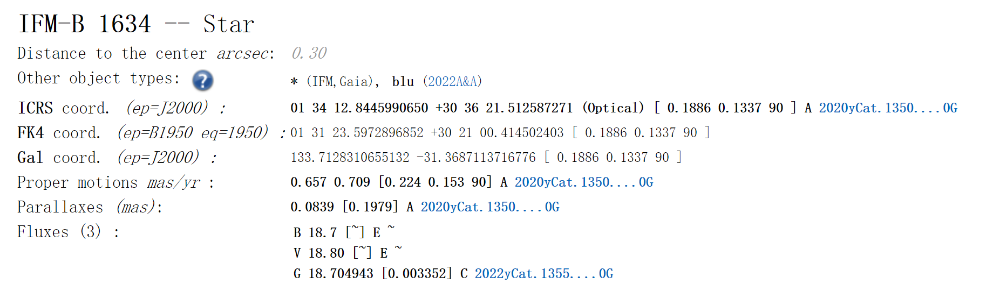 IFM-B 1634 -- Star
Distance to the center arcsec: 0.30
Other object types: ? * (IFM,Gaia), blu (2022A&A)
ICRS coord. (ep=J2000) : 01 34 12.8445990650 +30 36 21.512587271 (Optical) [ 0.1886 0.1337 90 ] A 2020yCat.1350....0G
FK4 coord. (ep=B1950 eq=1950) : 01 31 23.5972896852 +30 21 00.414502403 [ 0.1886 0.1337 90 ]
Gal coord. (ep=J2000) : 133.7128310655132 -31.3687113716776 [ 0.1886 0.1337 90 ]
Proper motions mas/yr : 0.657 0.709 [0.224 0.153 90] A 2020yCat.1350....0G
Parallaxes (mas): 0.0839 [0.1979] A 2020yCat.1350....0G
Fluxes (3) : B 18.7 [~] E ~
V 18.80 [~] E ~
G 18.704943 [0.003352] C 2022yCat.1355....0G